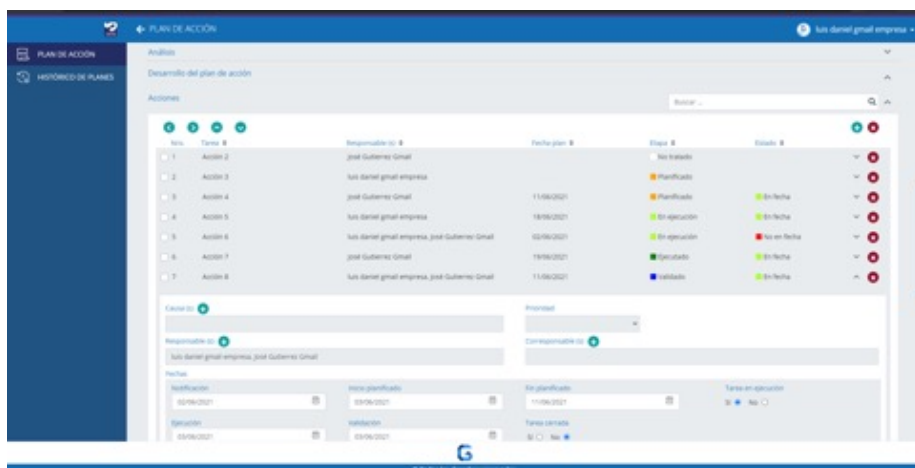 PLAN DE ACCIÓN
luis daniel gmail empresa
PLAN DE ACCIÓN
HISTÓRICO DE PLANES
Análisis
Desarrollo del plan de acción
Acciones
Buscar ...
Nro. Tarea Responsable (s) Fecha plan Etapa Estado
1 Acción 2 José Gutierrez Gmail No tratado
2 Acción 3 luis daniel gmail empresa Planificado
3 Acción 4 José Gutierrez Gmail 11/06/2021 Planificado En fecha
4 Acción 5 luis daniel gmail empresa 18/06/2021 En ejecución En fecha
5 Acción 6 luis daniel gmail empresa, José Gutierrez Gmail 02/06/2021 En ejecución No en fecha
6 Acción 7 José Gutierrez Gmail 19/06/2021 Ejecutado En fecha
7 Acción 8 luis daniel gmail empresa, José Gutierrez Gmail 11/06/2021 Validado En fecha
Causa (s) Prioridad
Responsable (s) Corresponsable (s)
luis daniel gmail empresa, José Gutierrez Gmail
Fechas
Notificación Inicio planificado Fin planificado Tarea en ejecución
02/06/2021 03/06/2021 11/06/2021 Sí No
Ejecución Validación Tarea cerrada
03/06/2021 03/06/2021 Sí No
G